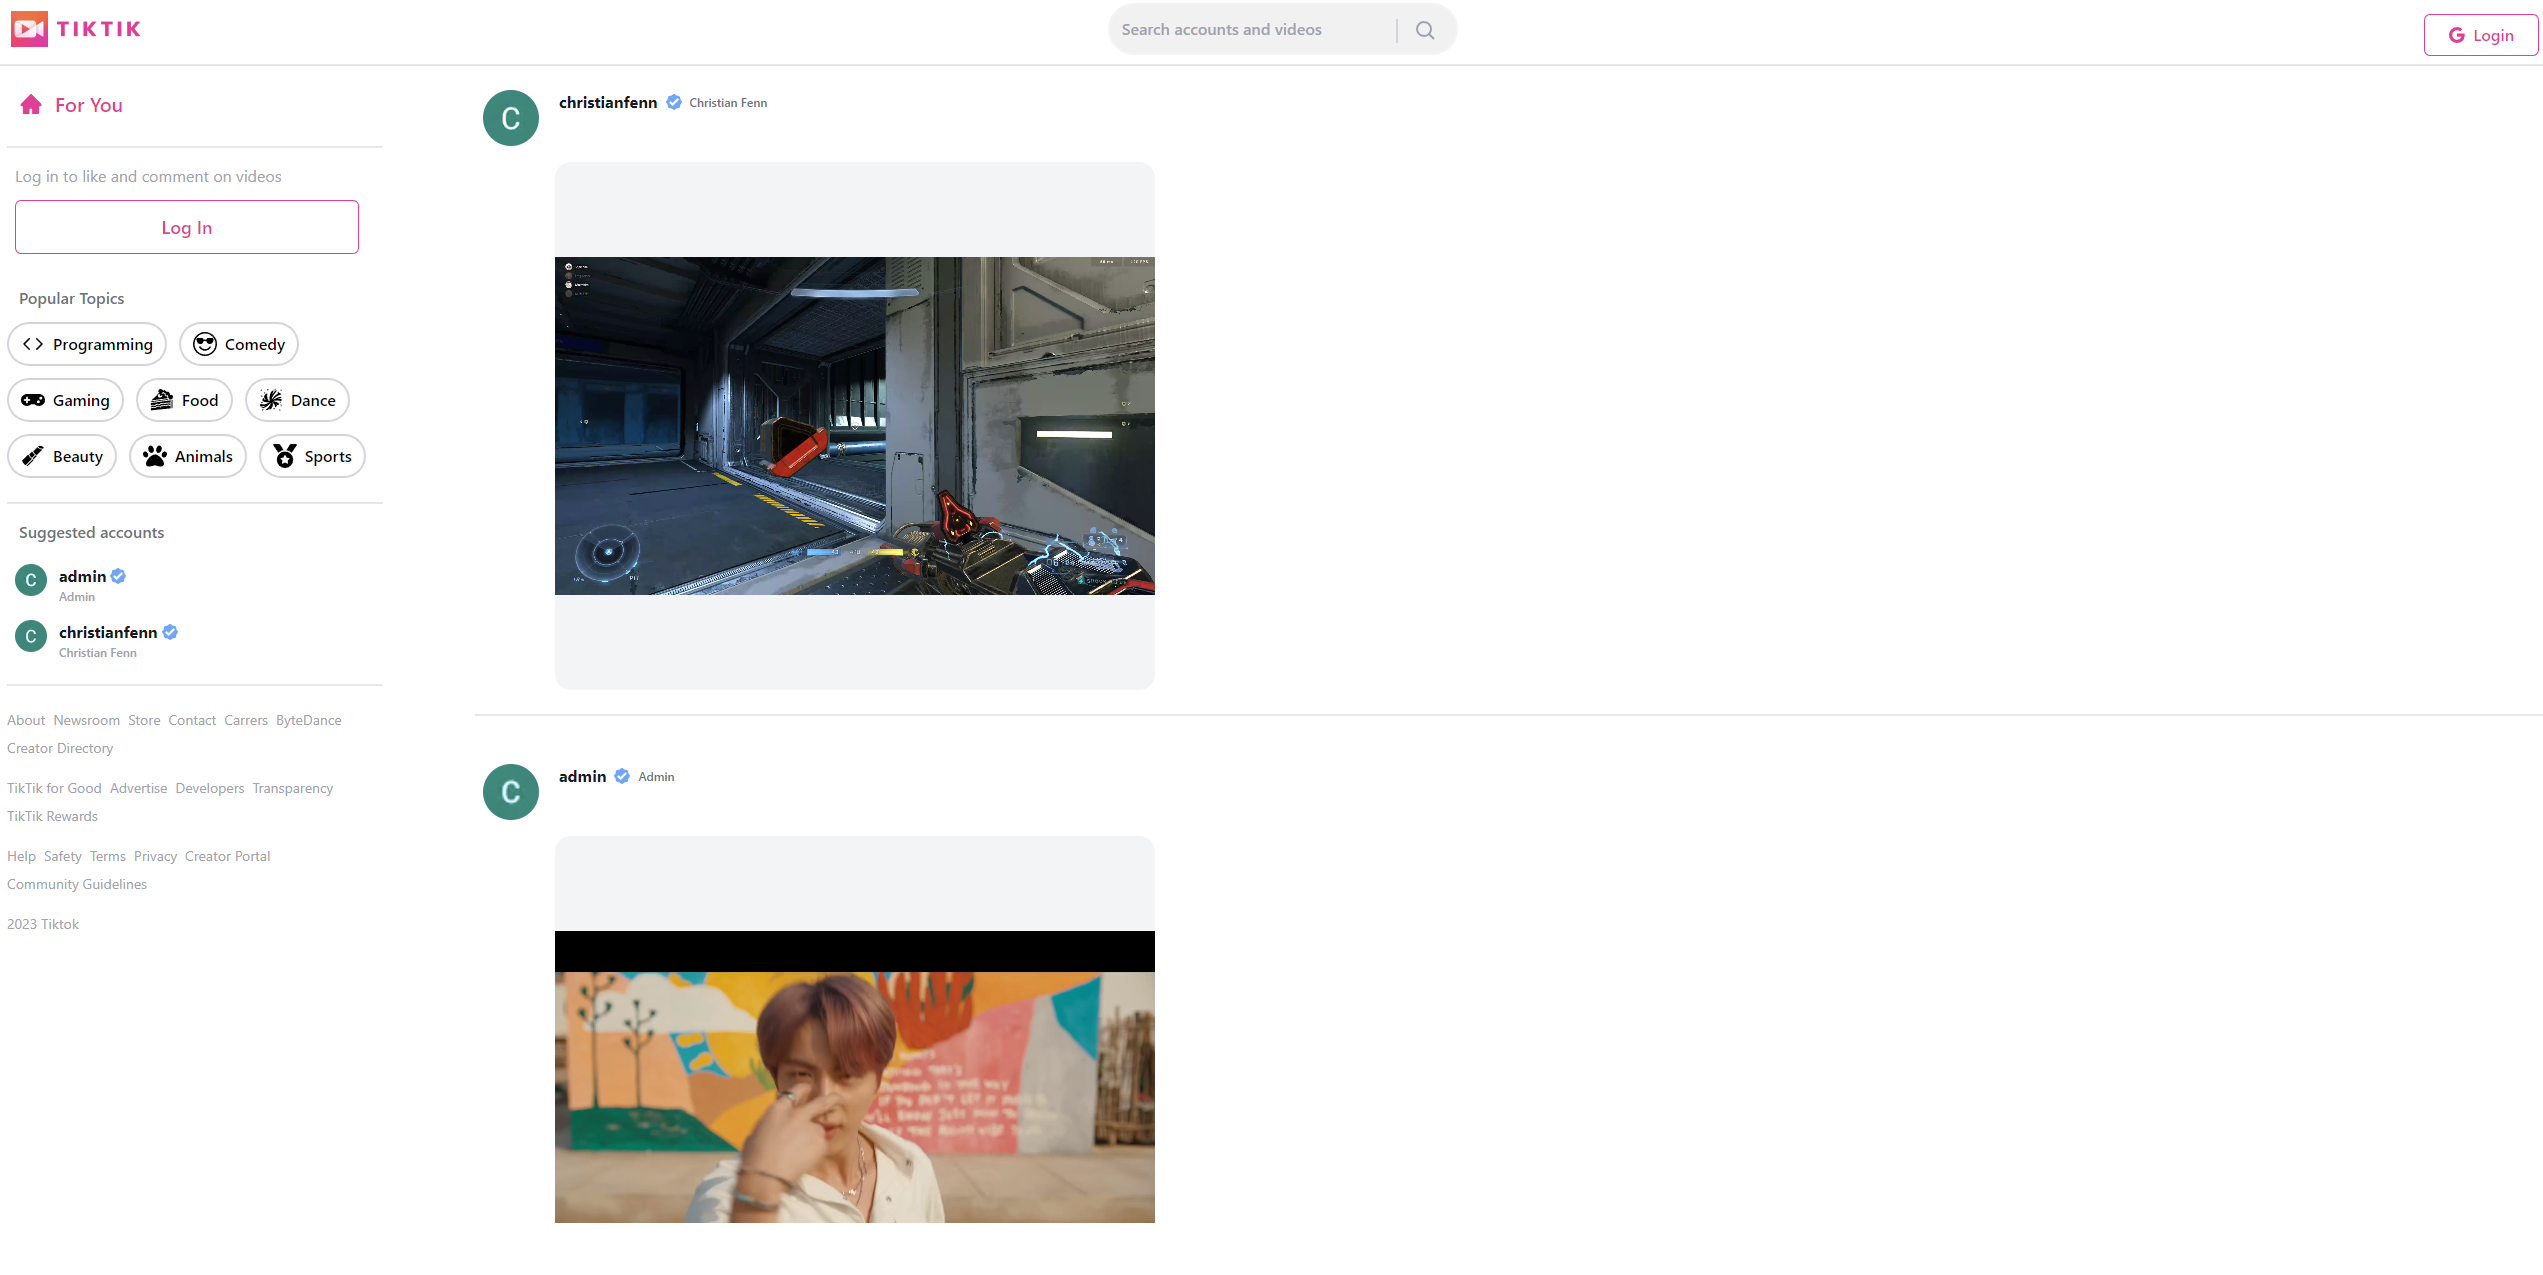 TIKTIK
Search accounts and videos
Login
For You
Log in to like and comment on videos
Log In
Popular Topics
Programming
Comedy
Gaming
Food
Dance
Beauty
Animals
Sports
Suggested accounts
admin
Admin
christianfenn
Christian Fenn
About Newsroom Store Contact Carrers ByteDance
Creator Directory
TikTik for Good Advertise Developers Transparency
TikTik Rewards
Help Safety Terms Privacy Creator Portal
Community Guidelines
2023 Tiktok
C
christianfenn Christian Fenn
C
admin Admin